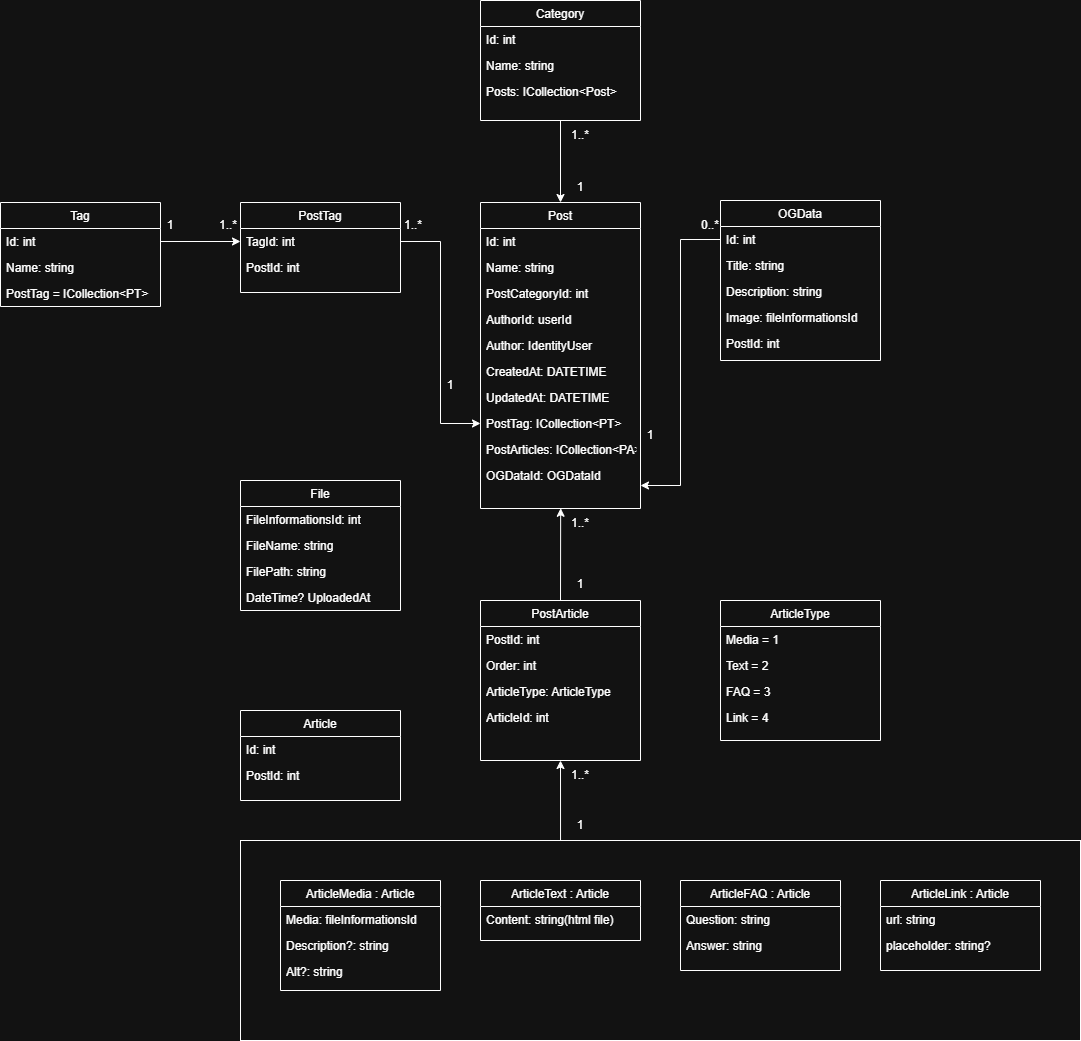 Category
Id: int
Name: string
Posts: ICollection<Post>
1..*
1
Tag
Id: int
Name: string
PostTag = ICollection<PT>
1
1..*
PostTag
TagId: int
PostId: int
1..*
1
Post
Id: int
Name: string
PostCategoryId: int
AuthorId: userId
Author: IdentityUser
CreatedAt: DATETIME
UpdatedAt: DATETIME
PostTag: ICollection<PT>
PostArticles: ICollection<PA>
OGDataId: OGDataId
0..*
1
OGData
Id: int
Title: string
Description: string
Image: fileInformationsId
PostId: int
File
FileInformationsId: int
FileName: string
FilePath: string
DateTime? UploadedAt
1..*
1
PostArticle
PostId: int
Order: int
ArticleType: ArticleType
ArticleId: int
ArticleType
Media = 1
Text = 2
FAQ = 3
Link = 4
Article
Id: int
PostId: int
1..*
1
ArticleMedia : Article
Media: fileInformationsId
Description?: string
Alt?: string
ArticleText : Article
Content: string(html file)
ArticleFAQ : Article
Question: string
Answer: string
ArticleLink : Article
url: string
placeholder: string?